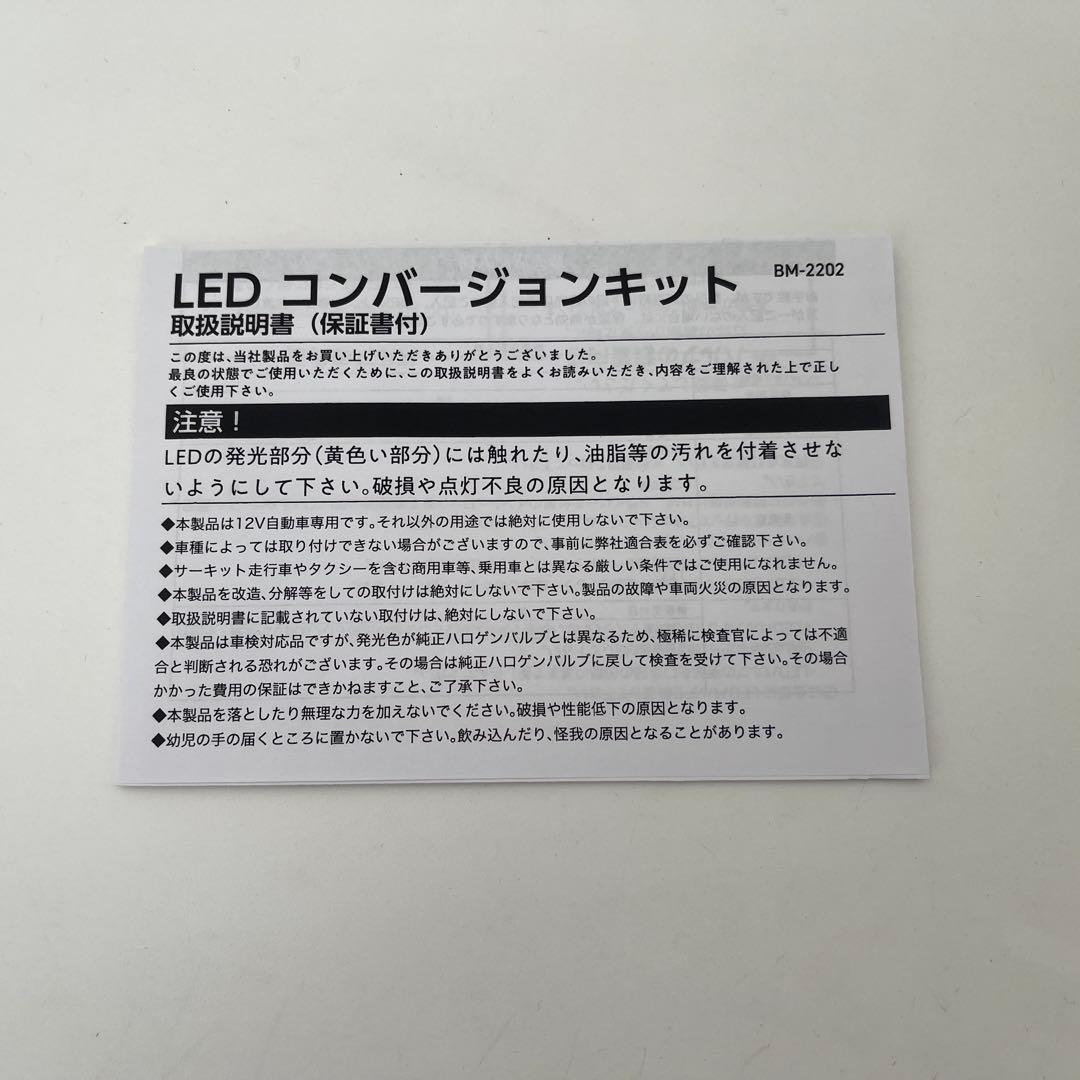 LED コンバージョンキット BM-2202
取扱説明書（保証書付）
この度は、当社製品をお買い上げいただきありがとうございました。
最良の状態でご使用いただくために、この取扱説明書をよくお読みいただき、内容をご理解された上で正し
くご使用下さい。
注意！
LEDの発光部分（黄色い部分）には触れたり、油脂等の汚れを付着させな
いようにして下さい。破損や点灯不良の原因となります。
◆本製品は12V自動車専用です。それ以外の用途では絶対に使用しないで下さい。
◆車種によっては取り付けできない場合がございますので、事前に弊社適合表を必ずご確認下さい。
◆サーキット走行車やタクシーを含む商用車等、乗用車とは異なる厳しい条件ではご使用になれません。
◆本製品を改造、分解等をしての取付けは絶対にしないで下さい。製品の故障や車両火災の原因となります。
◆取扱説明書に記載されていない取付けは、絶対にしないで下さい。
◆本製品は車検対応品ですが、発光色が純正ハロゲンバルブとは異なるため、極稀に検査官によっては不適
合と判断される恐れがございます。その場合は純正ハロゲンバルブに戻して検査を受けて下さい。その場合
かかった費用の保証はできかねますこと、ご了承下さい。
◆本製品を落としたり無理な力を加えないでください。破損や性能低下の原因となります。
◆幼児の手の届くところに置かないで下さい。飲み込んだり、怪我の原因となることがあります。